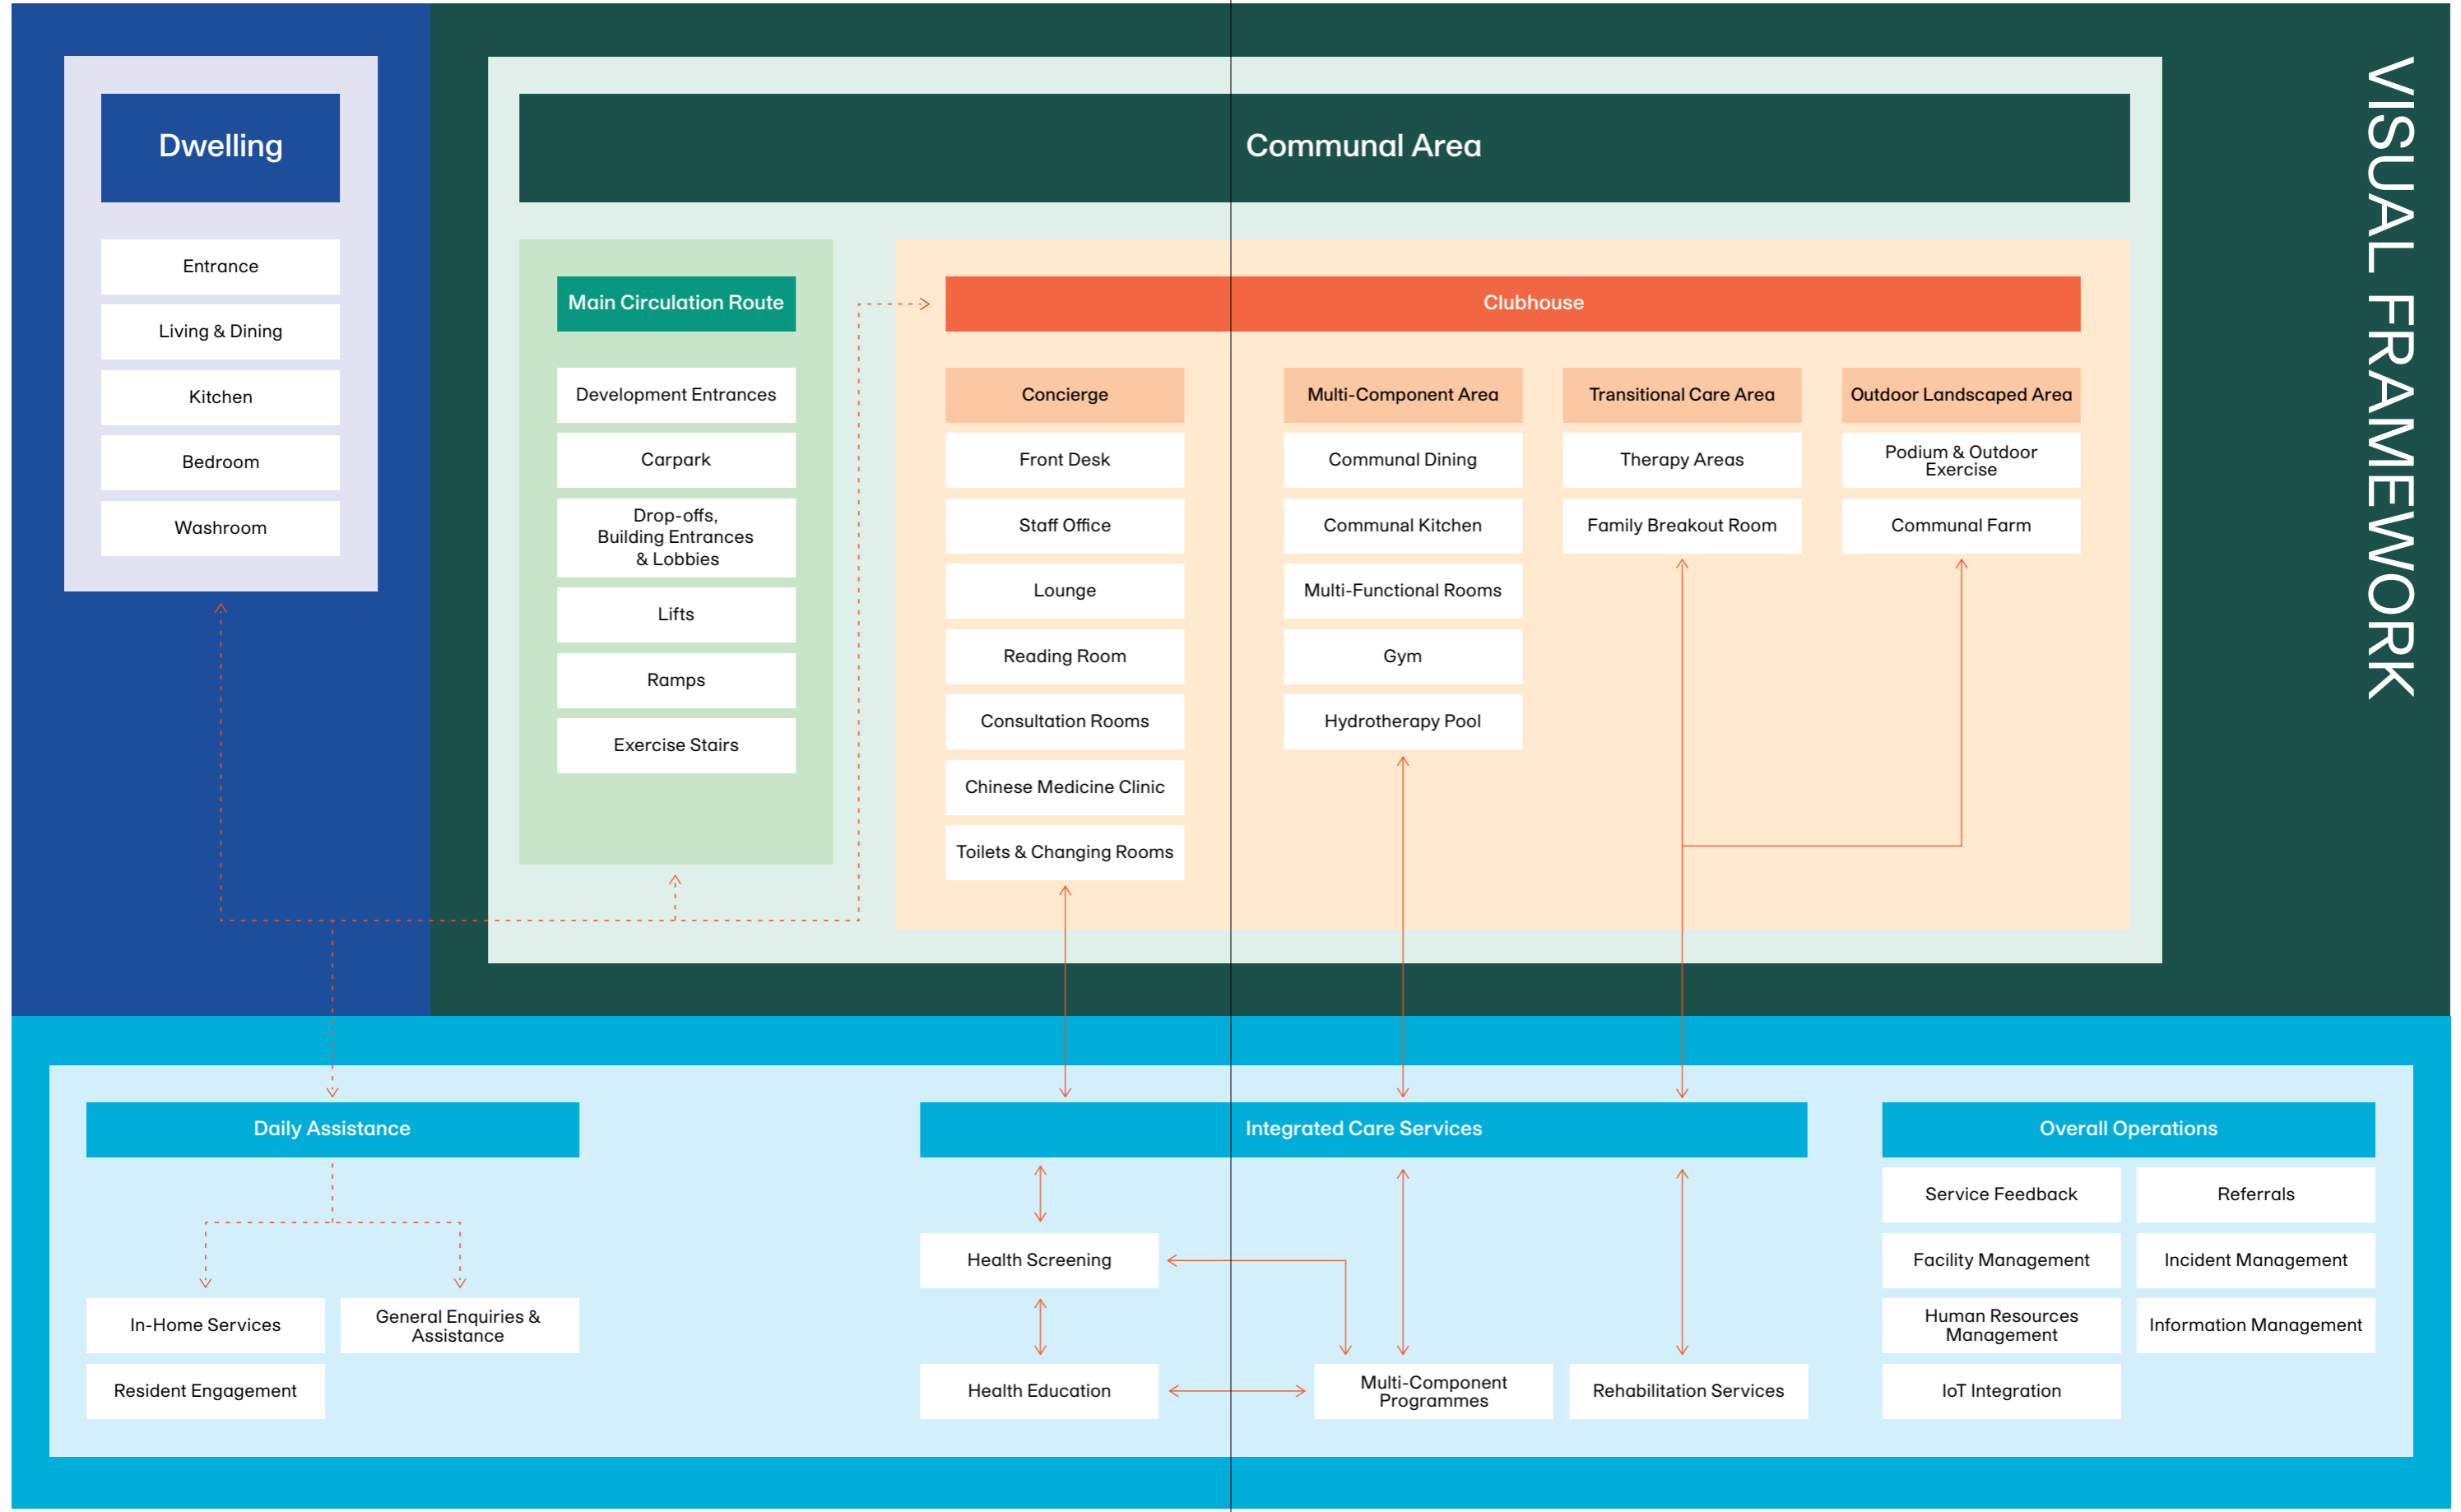 VISUAL FRAMEWORK
Dwelling
Entrance
Living & Dining
Kitchen
Bedroom
Washroom
Communal Area
Main Circulation Route
Development Entrances
Carpark
Drop-offs,
Building Entrances
& Lobbies
Lifts
Ramps
Exercise Stairs
Clubhouse
Concierge
Front Desk
Staff Office
Lounge
Reading Room
Consultation Rooms
Chinese Medicine Clinic
Toilets & Changing Rooms
Multi-Component Area
Communal Dining
Communal Kitchen
Multi-Functional Rooms
Gym
Hydrotherapy Pool
Transitional Care Area
Therapy Areas
Family Breakout Room
Outdoor Landscaped Area
Podium & Outdoor
Exercise
Communal Farm
Daily Assistance
In-Home Services
General Enquiries &
Assistance
Resident Engagement
Integrated Care Services
Health Screening
Health Education
Multi-Component
Programmes
Rehabilitation Services
Overall Operations
Service Feedback
Referrals
Facility Management
Incident Management
Human Resources
Management
Information Management
IoT Integration